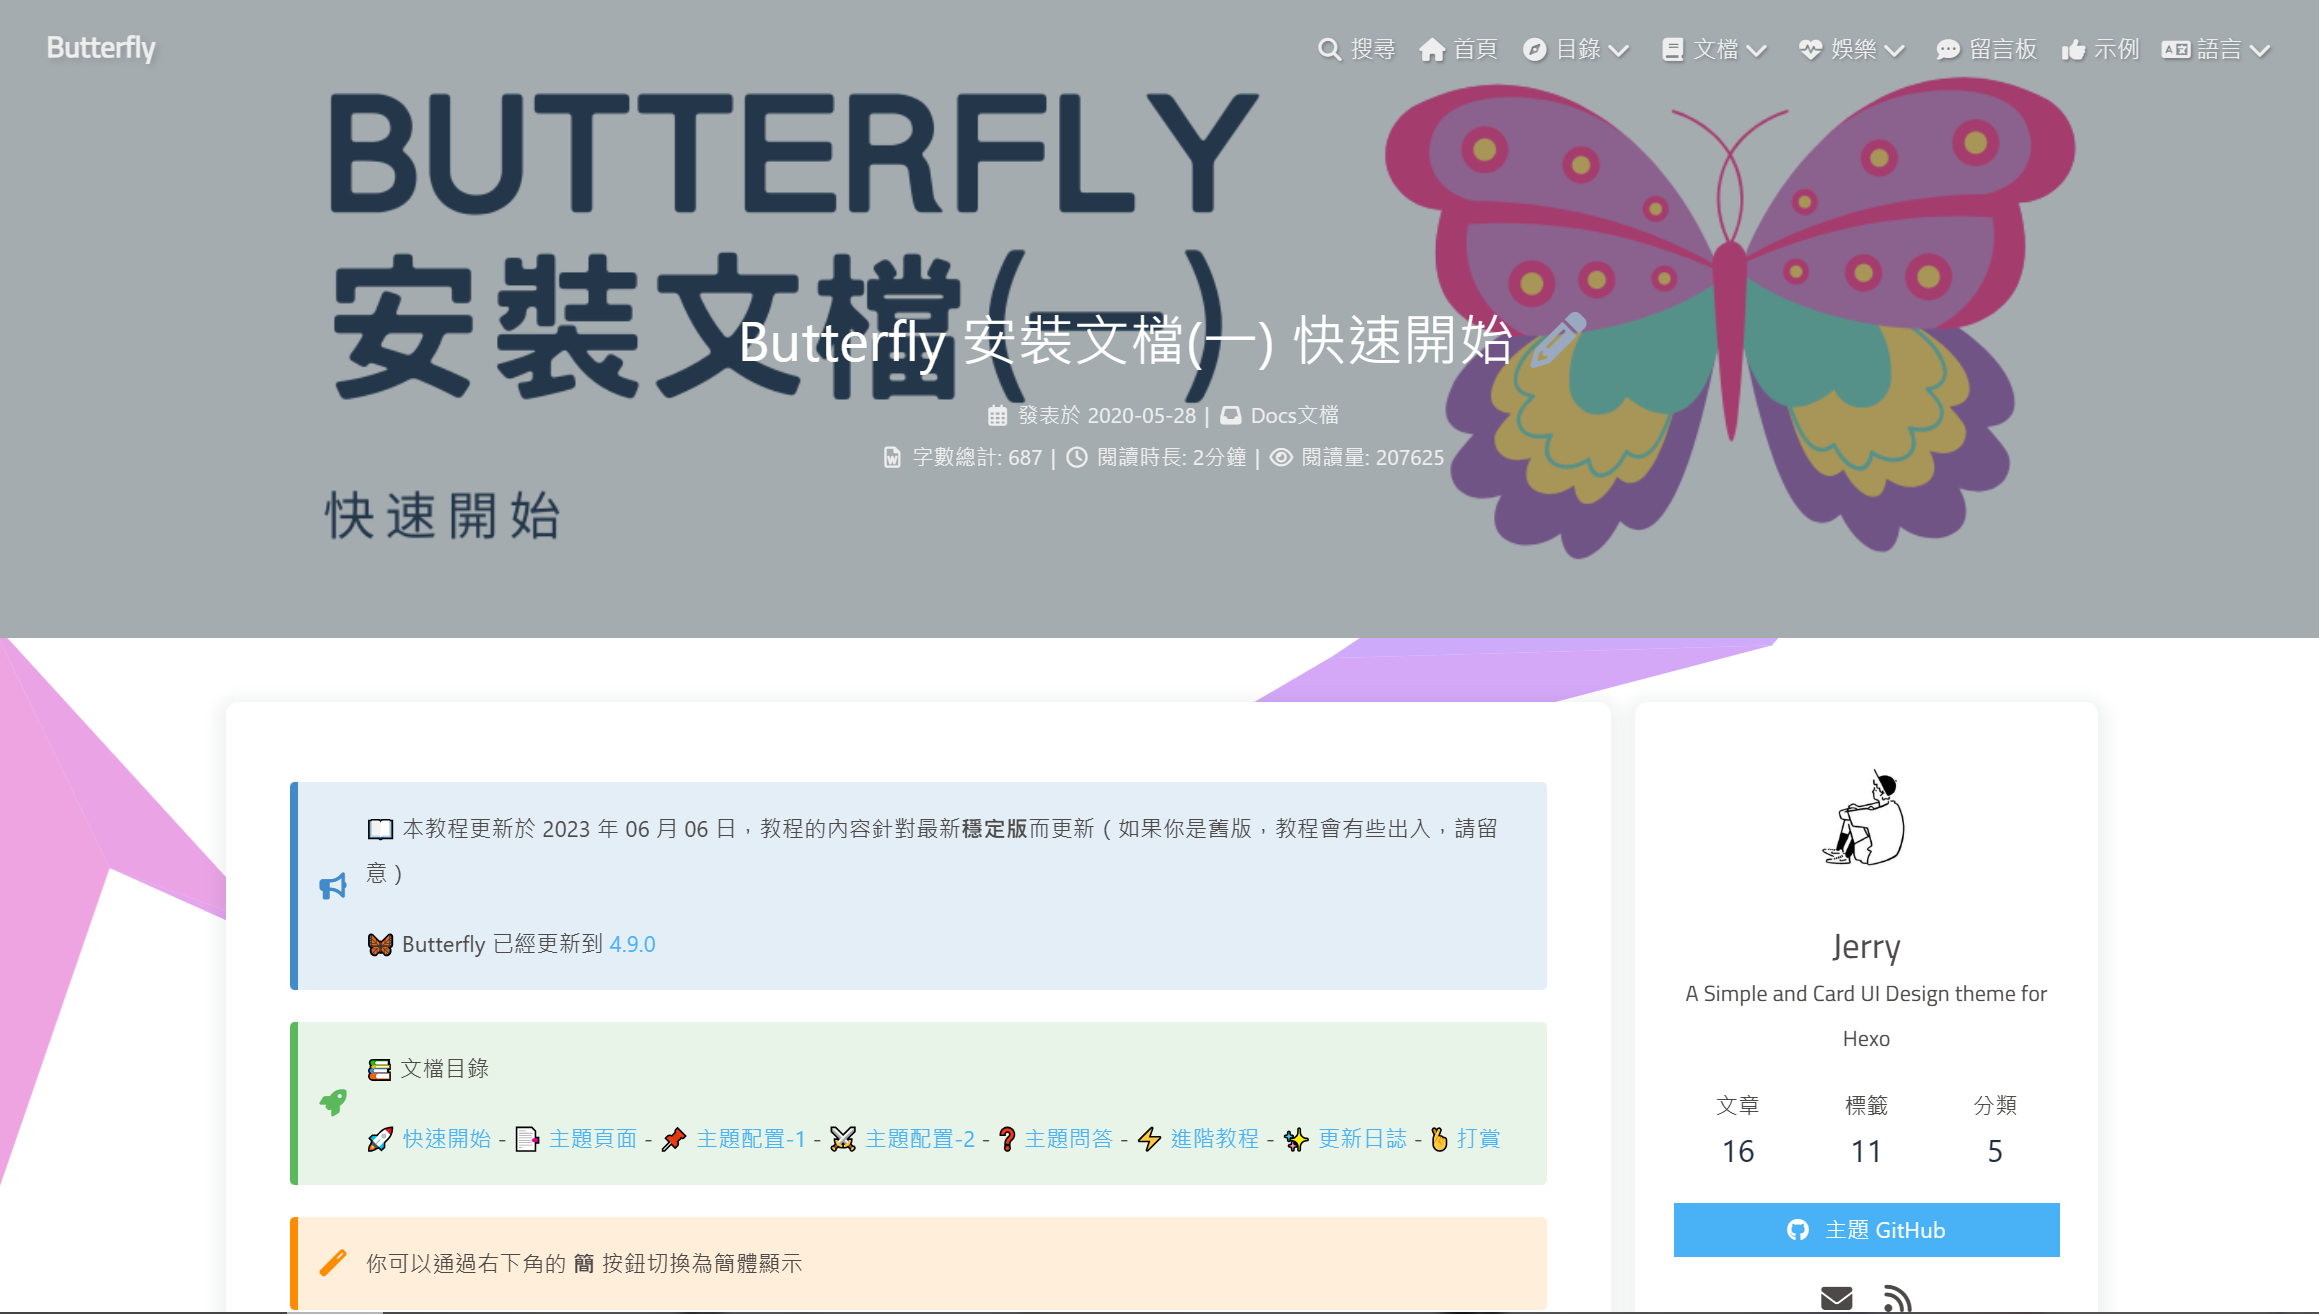 Butterfly
搜尋 首頁 目錄 文檔 娛樂 留言板 示例 語言
BUTTERFLY
安裝文檔(一)
Butterfly 安裝文檔(一) 快速開始
發表於 2020-05-28 | Docs文檔
字數總計: 687 | 閱讀時長: 2分鐘 | 閱讀量: 207625
快速開始
本教程更新於 2023 年 06 月 06 日，教程的內容針對最新穩定版而更新（如果你是舊版，教程會有些出入，請留
意）
Butterfly 已經更新到 4.9.0
文檔目錄
快速開始 - 主題頁面 - 主題配置-1 - 主題配置-2 - 主題問答 - 進階教程 - 更新日誌 - 打賞
你可以通過右下角的 簡 按鈕切換為簡體顯示
Jerry
A Simple and Card UI Design theme for
Hexo
文章 標籤 分類
16 11 5
主題 GitHub